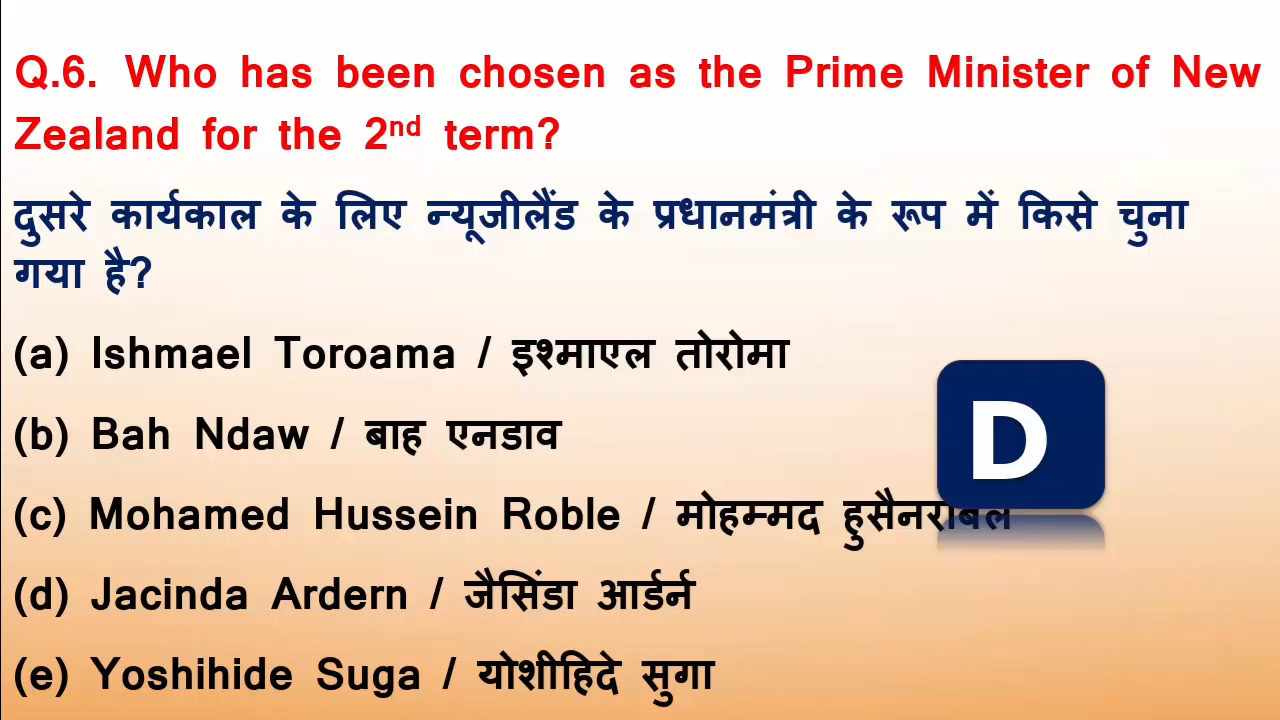 Q.6. Who has been chosen as the Prime Minister of New
Zealand for the 2nd term?
दुसरे कार्यकाल के लिए न्यूजीलैंड के प्रधानमंत्री के रूप में किसे चुना
गया है?
(a) Ishmael Toroama / इश्माएल तोरोमा
(b) Bah Ndaw / बाह एनडाव
(c) Mohamed Hussein Roble / मोहम्मद हुसैनरोबल
(d) Jacinda Ardern / जैसिंडा आर्डर्न
(e) Yoshihide Suga / योशीहिदे सुगा
D